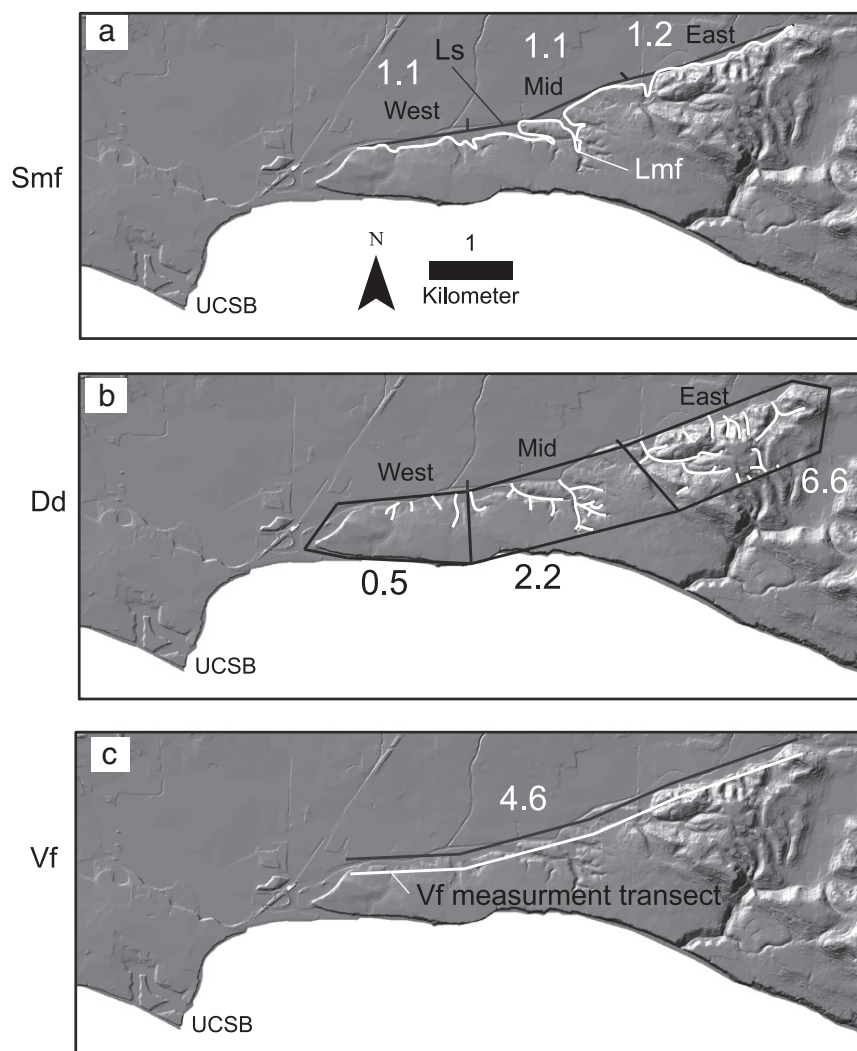 a
1.1
Ls
1.1
1.2
East
West
Mid
Smf
Lmf
N
1
Kilometer
UCSB
b
East
Mid
West
Dd
6.6
0.5
2.2
UCSB
c
4.6
Vf
Vf measurment transect
UCSB